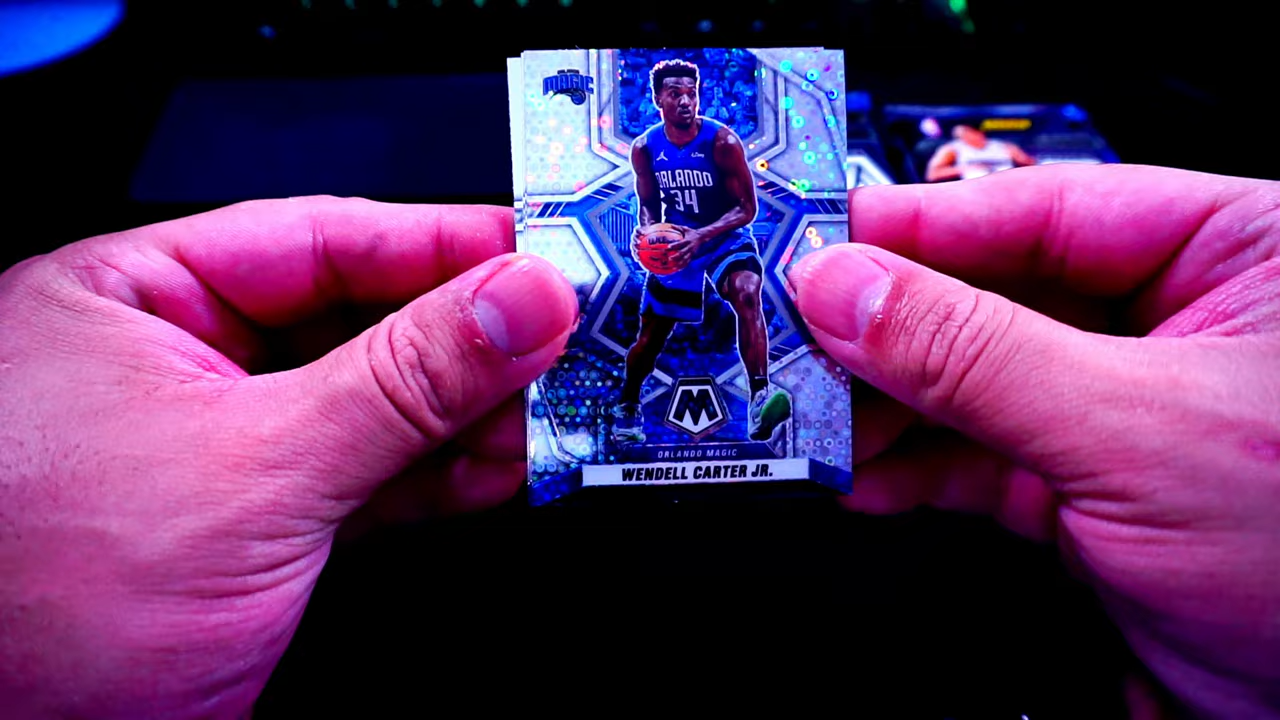 MAGIC
ORLANDO
34
M
ORLANDO MAGIC
WENDELL CARTER JR.